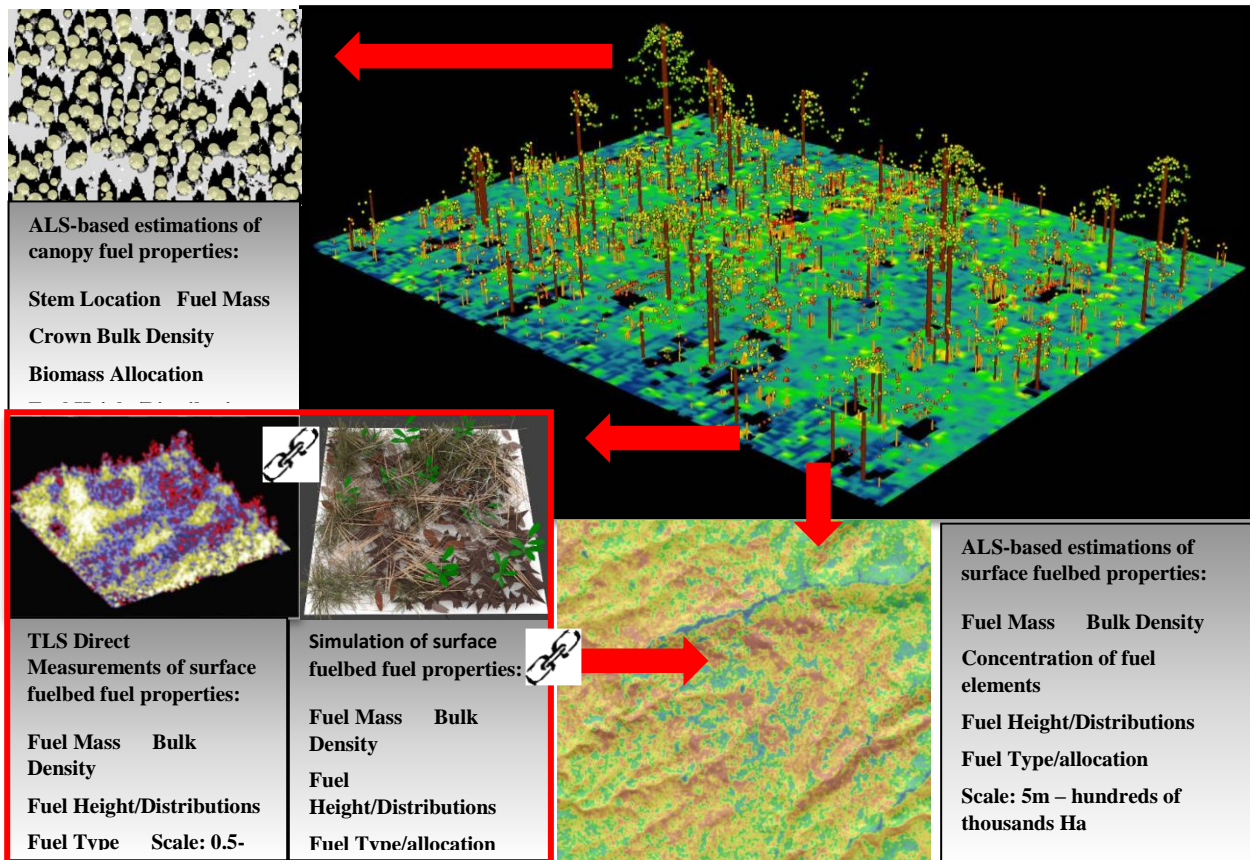 ALS-based estimations of
canopy fuel properties:
Stem Location Fuel Mass
Crown Bulk Density
Biomass Allocation
TLS Direct
Measurements of surface
fuelbed fuel properties:
Fuel Mass Bulk
Density
Fuel Height/Distributions
Fuel Type Scale: 0.5-
Simulation of surface
fuelbed fuel properties:
Fuel Mass Bulk
Density
Fuel
Height/Distributions
Fuel Type/allocation
ALS-based estimations of
surface fuelbed properties:
Fuel Mass Bulk Density
Concentration of fuel
elements
Fuel Height/Distributions
Fuel Type/allocation
Scale: 5m – hundreds of
thousands Ha